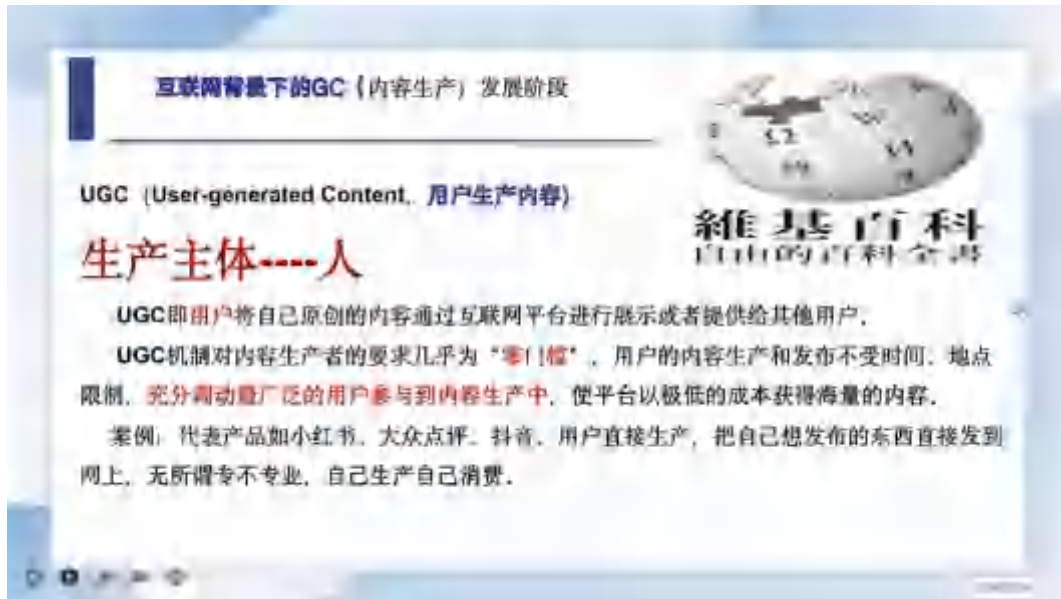 互联网背景下的GC（内容生产）发展阶段
維基百科
自由的百科全書
UGC（User-generated Content，用户生产内容)
生产主体----人
UGC即用户将自己原创的内容通过互联网平台进行展示或者提供给其他用户。
UGC机制对内容生产者的要求几乎为“零门槛”，用户的内容生产和发布不受时间、地点
限制，充分调动最广泛的用户参与到内容生产中，使平台以极低的成本获得海量的内容。
案例：代表产品如小红书、大众点评、抖音，用户直接生产，把自己想发布的东西直接发到
网上，无所谓专不专业，自己生产自己消费。